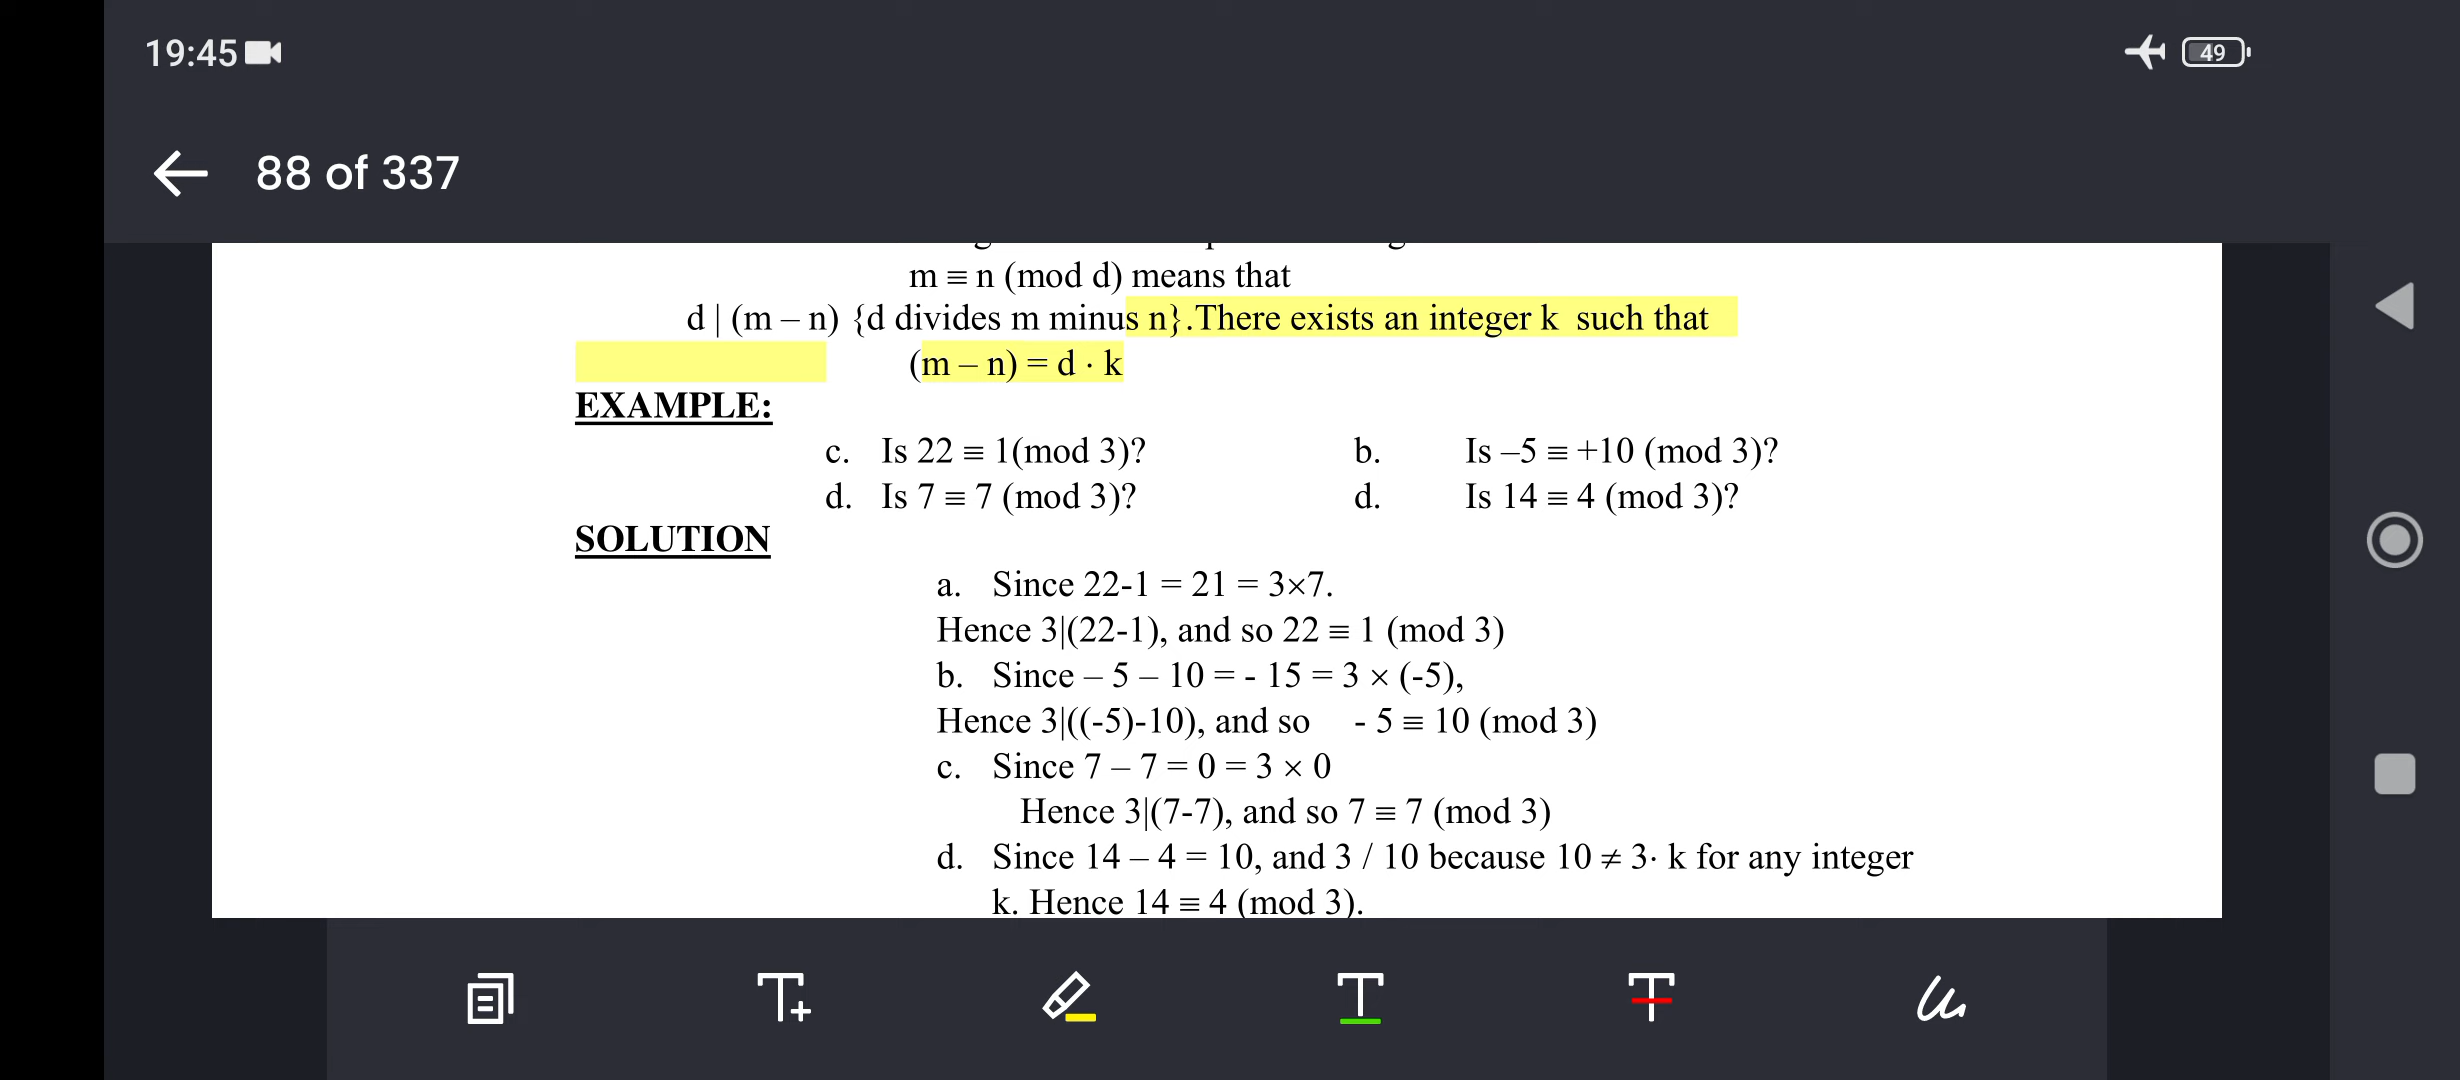 19:45
49
88 of 337
m ≡ n (mod d) means that
d | (m – n) {d divides m minus n}.There exists an integer k such that
(m – n) = d · k
EXAMPLE:
c. Is 22 ≡ 1(mod 3)? b. Is –5 ≡ +10 (mod 3)?
d. Is 7 ≡ 7 (mod 3)? d. Is 14 ≡ 4 (mod 3)?
SOLUTION
a. Since 22-1 = 21 = 3×7.
Hence 3|(22-1), and so 22 ≡ 1 (mod 3)
b. Since – 5 – 10 = - 15 = 3 × (-5),
Hence 3|((-5)-10), and so - 5 ≡ 10 (mod 3)
c. Since 7 – 7 = 0 = 3 × 0
Hence 3|(7-7), and so 7 ≡ 7 (mod 3)
d. Since 14 – 4 = 10, and 3 / 10 because 10 ≠ 3· k for any integer
k. Hence 14 ≡ 4 (mod 3).